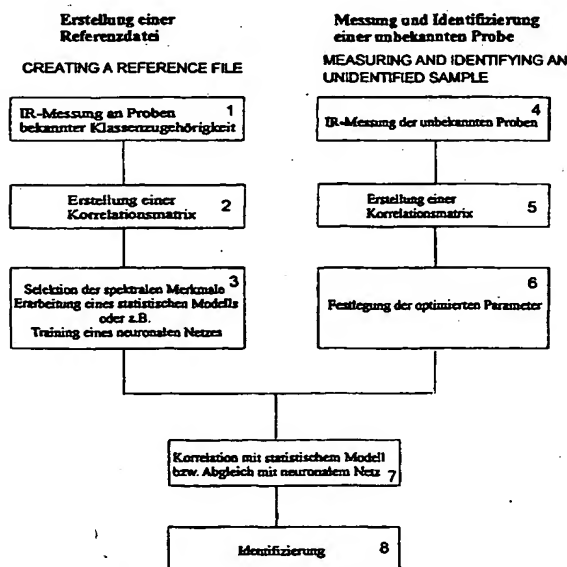 Erstellung einer
Referenzdatei
CREATING A REFERENCE FILE
IR-Messung an Proben 1
bekannter Klassenzugehörigkeit
Erstellung einer
Korrelationsmatrix 2
Selektion der spektralen Merkmale 3
Erarbeitung eines statistischen Modells
oder z.B.
Training eines neuronalen Netzes
Messung und Identifizierung
einer unbekannten Probe
MEASURING AND IDENTIFYING AN
UNIDENTIFIED SAMPLE
4
IR-Messung der unbekannten Proben
Erstellung einer
Korrelationsmatrix 5
6
Festlegung der optimierten Parameter
Korrelation mit statistischem Modell
bzw. Abgleich mit neuronalem Netz 7
Identifizierung 8